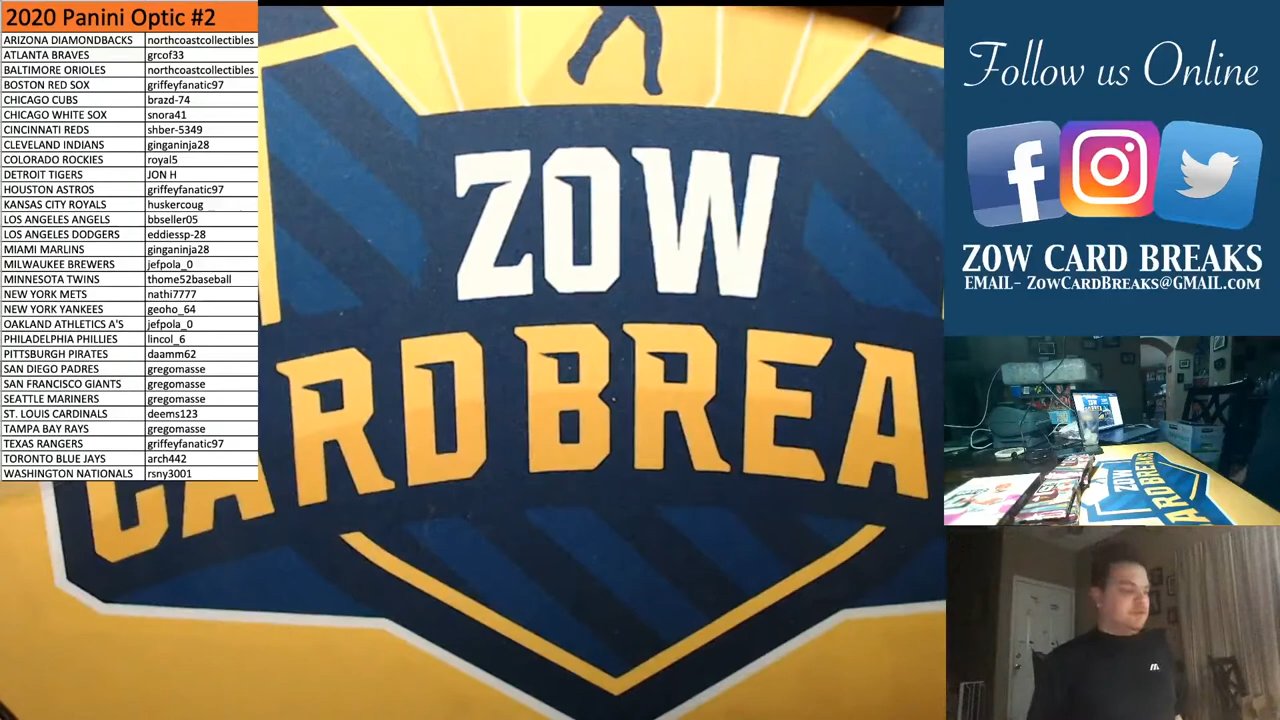 2020 Panini Optic #2
ARIZONA DIAMONDBACKS northcoastcollectibles
ATLANTA BRAVES grcof33
BALTIMORE ORIOLES northcoastcollectibles
BOSTON RED SOX griffeyfanatic97
CHICAGO CUBS brazd-74
CHICAGO WHITE SOX snora41
CINCINNATI REDS shber-5349
CLEVELAND INDIANS ginganinja28
COLORADO ROCKIES royal5
DETROIT TIGERS JON H
HOUSTON ASTROS griffeyfanatic97
KANSAS CITY ROYALS huskercoug
LOS ANGELES ANGELS bbseller05
LOS ANGELES DODGERS eddiessp-28
MIAMI MARLINS ginganinja28
MILWAUKEE BREWERS jefpola_0
MINNESOTA TWINS thome52baseball
NEW YORK METS nathi7777
NEW YORK YANKEES geoho_64
OAKLAND ATHLETICS A'S jefpola_0
PHILADELPHIA PHILLIES lincol_6
PITTSBURGH PIRATES daamm62
SAN DIEGO PADRES gregomasse
SAN FRANCISCO GIANTS gregomasse
SEATTLE MARINERS gregomasse
ST. LOUIS CARDINALS deems123
TAMPA BAY RAYS gregomasse
TEXAS RANGERS griffeyfanatic97
TORONTO BLUE JAYS arch442
WASHINGTON NATIONALS rsny3001
ZOW
CARD BREA
Follow us Online
f
ZOW CARD BREAKS
EMAIL- ZOWCARDBREAKS@GMAIL.COM
ZOW
ARD BREAKS